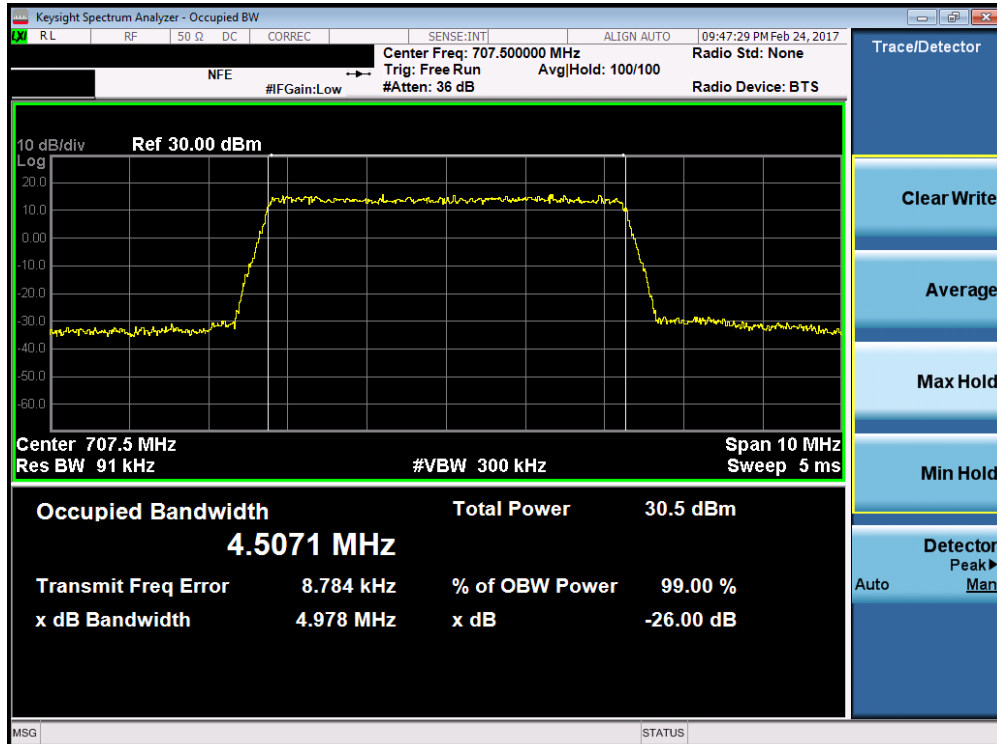 Keysight Spectrum Analyzer - Occupied BW
LXI RL RF 50 Ω DC CORREC SENSE:INT ALIGN AUTO 09:47:29 PM Feb 24, 2017
Center Freq: 707.500000 MHz Radio Std: None
NFE Trig: Free Run Avg|Hold: 100/100
#IFGain:Low #Atten: 36 dB Radio Device: BTS
Trace/Detector
10 dB/div Ref 30.00 dBm
Log
20.0
10.0
0.00
-10.0
-20.0
-30.0
-40.0
-50.0
-60.0
Center 707.5 MHz Span 10 MHz
Res BW 91 kHz #VBW 300 kHz Sweep 5 ms
Occupied Bandwidth Total Power 30.5 dBm
4.5071 MHz
Transmit Freq Error 8.784 kHz % of OBW Power 99.00 %
x dB Bandwidth 4.978 MHz x dB -26.00 dB
Clear Write
Average
Max Hold
Min Hold
Detector
Peak▶
Auto Man
MSG STATUS